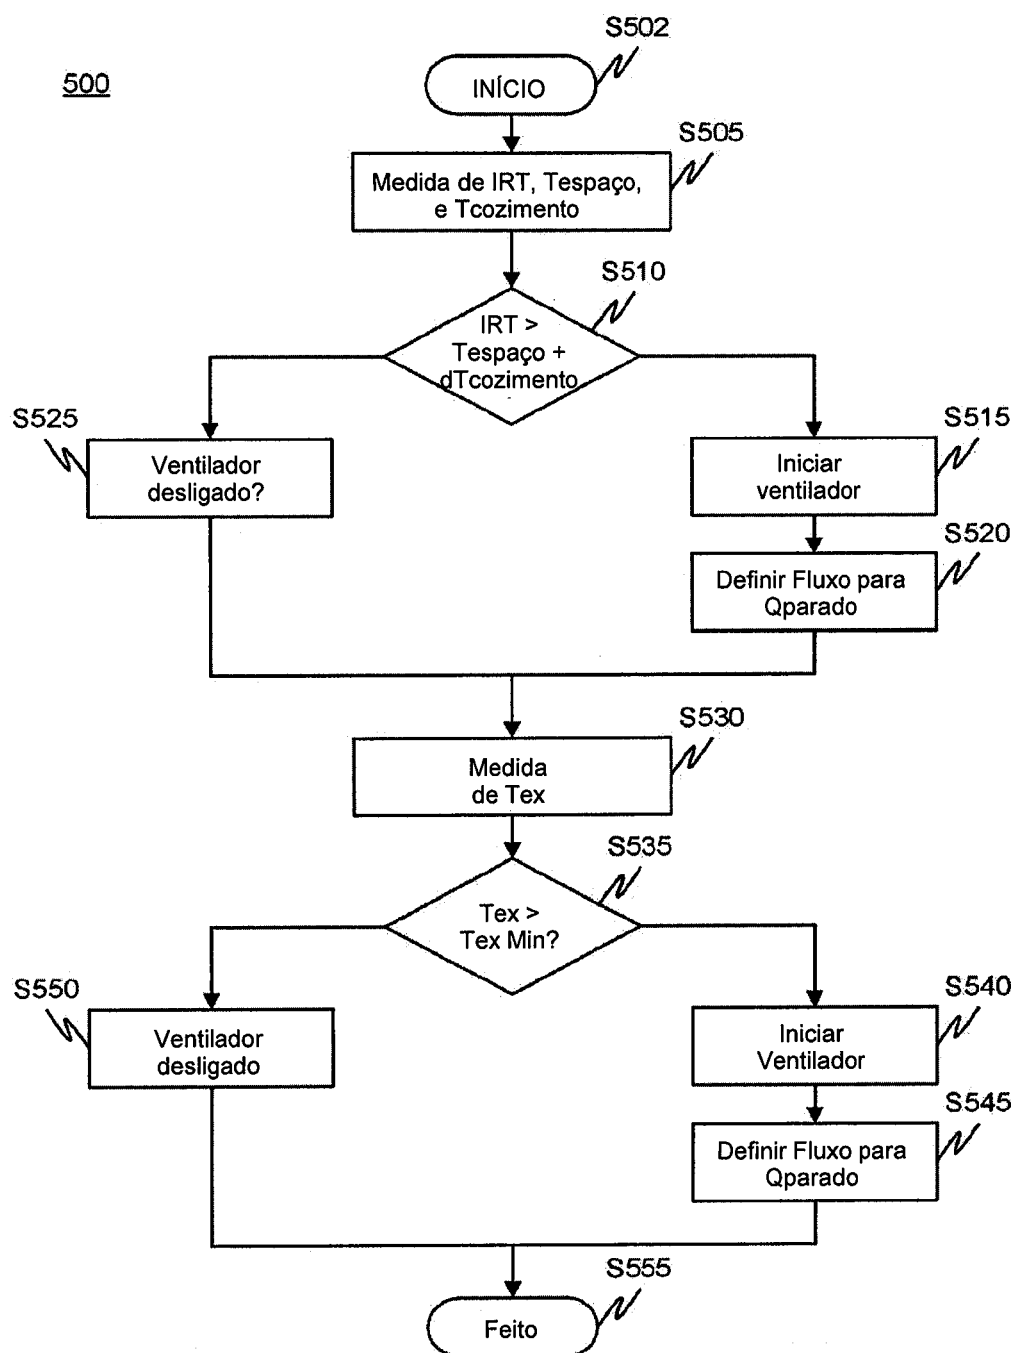 S502
500
INÍCIO
S505
Medida de IRT, Tespaço,
e Tcozimento
S510
IRT >
Tespaço +
dTcozimento
S525
Ventilador
desligado?
S515
Iniciar
ventilador
S520
Definir Fluxo para
Qparado
S530
Medida
de Tex
S535
Tex >
Tex Min?
S550
Ventilador
desligado
S540
Iniciar
Ventilador
S545
Definir Fluxo para
Qparado
S555
Feito